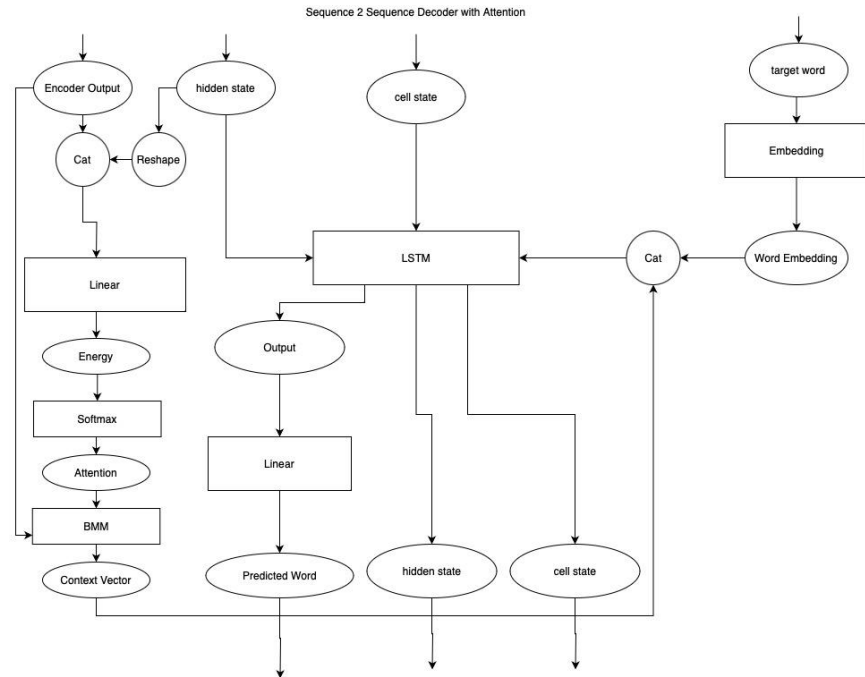 Sequence 2 Sequence Decoder with Attention
Encoder Output
hidden state
cell state
target word
Cat
Reshape
Embedding
LSTM
Cat
Word Embedding
Linear
Energy
Output
Softmax
Attention
Linear
BMM
Context Vector
Predicted Word
hidden state
cell state